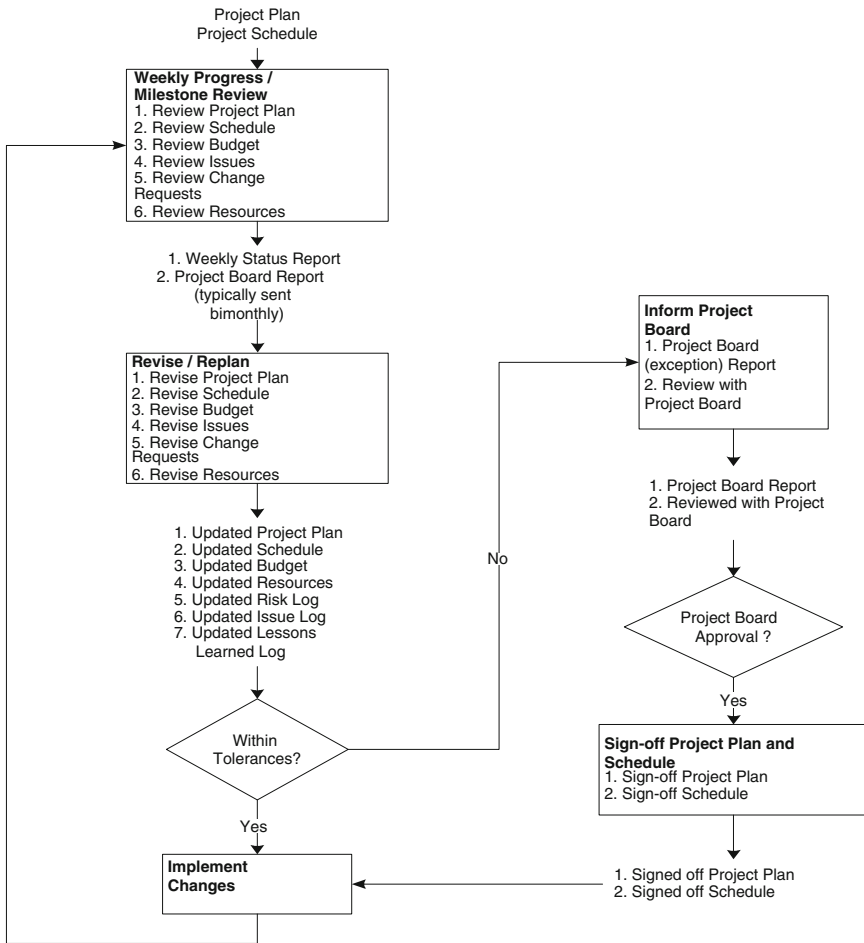 Project Plan
Project Schedule
Weekly Progress /
Milestone Review
1. Review Project Plan
2. Review Schedule
3. Review Budget
4. Review Issues
5. Review Change
Requests
6. Review Resources
1. Weekly Status Report
2. Project Board Report
(typically sent
bimonthly)
Revise / Replan
1. Revise Project Plan
2. Revise Schedule
3. Revise Budget
4. Revise Issues
5. Revise Change
Requests
6. Revise Resources
1. Updated Project Plan
2. Updated Schedule
3. Updated Budget
4. Updated Resources
5. Updated Risk Log
6. Updated Issue Log
7. Updated Lessons
Learned Log
Within
Tolerances?
Yes
Implement
Changes
No
Inform Project
Board
1. Project Board
(exception) Report
2. Review with
Project Board
1. Project Board Report
2. Reviewed with Project
Board
Project Board
Approval ?
Yes
Sign-off Project Plan and
Schedule
1. Sign-off Project Plan
2. Sign-off Schedule
1. Signed off Project Plan
2. Signed off Schedule